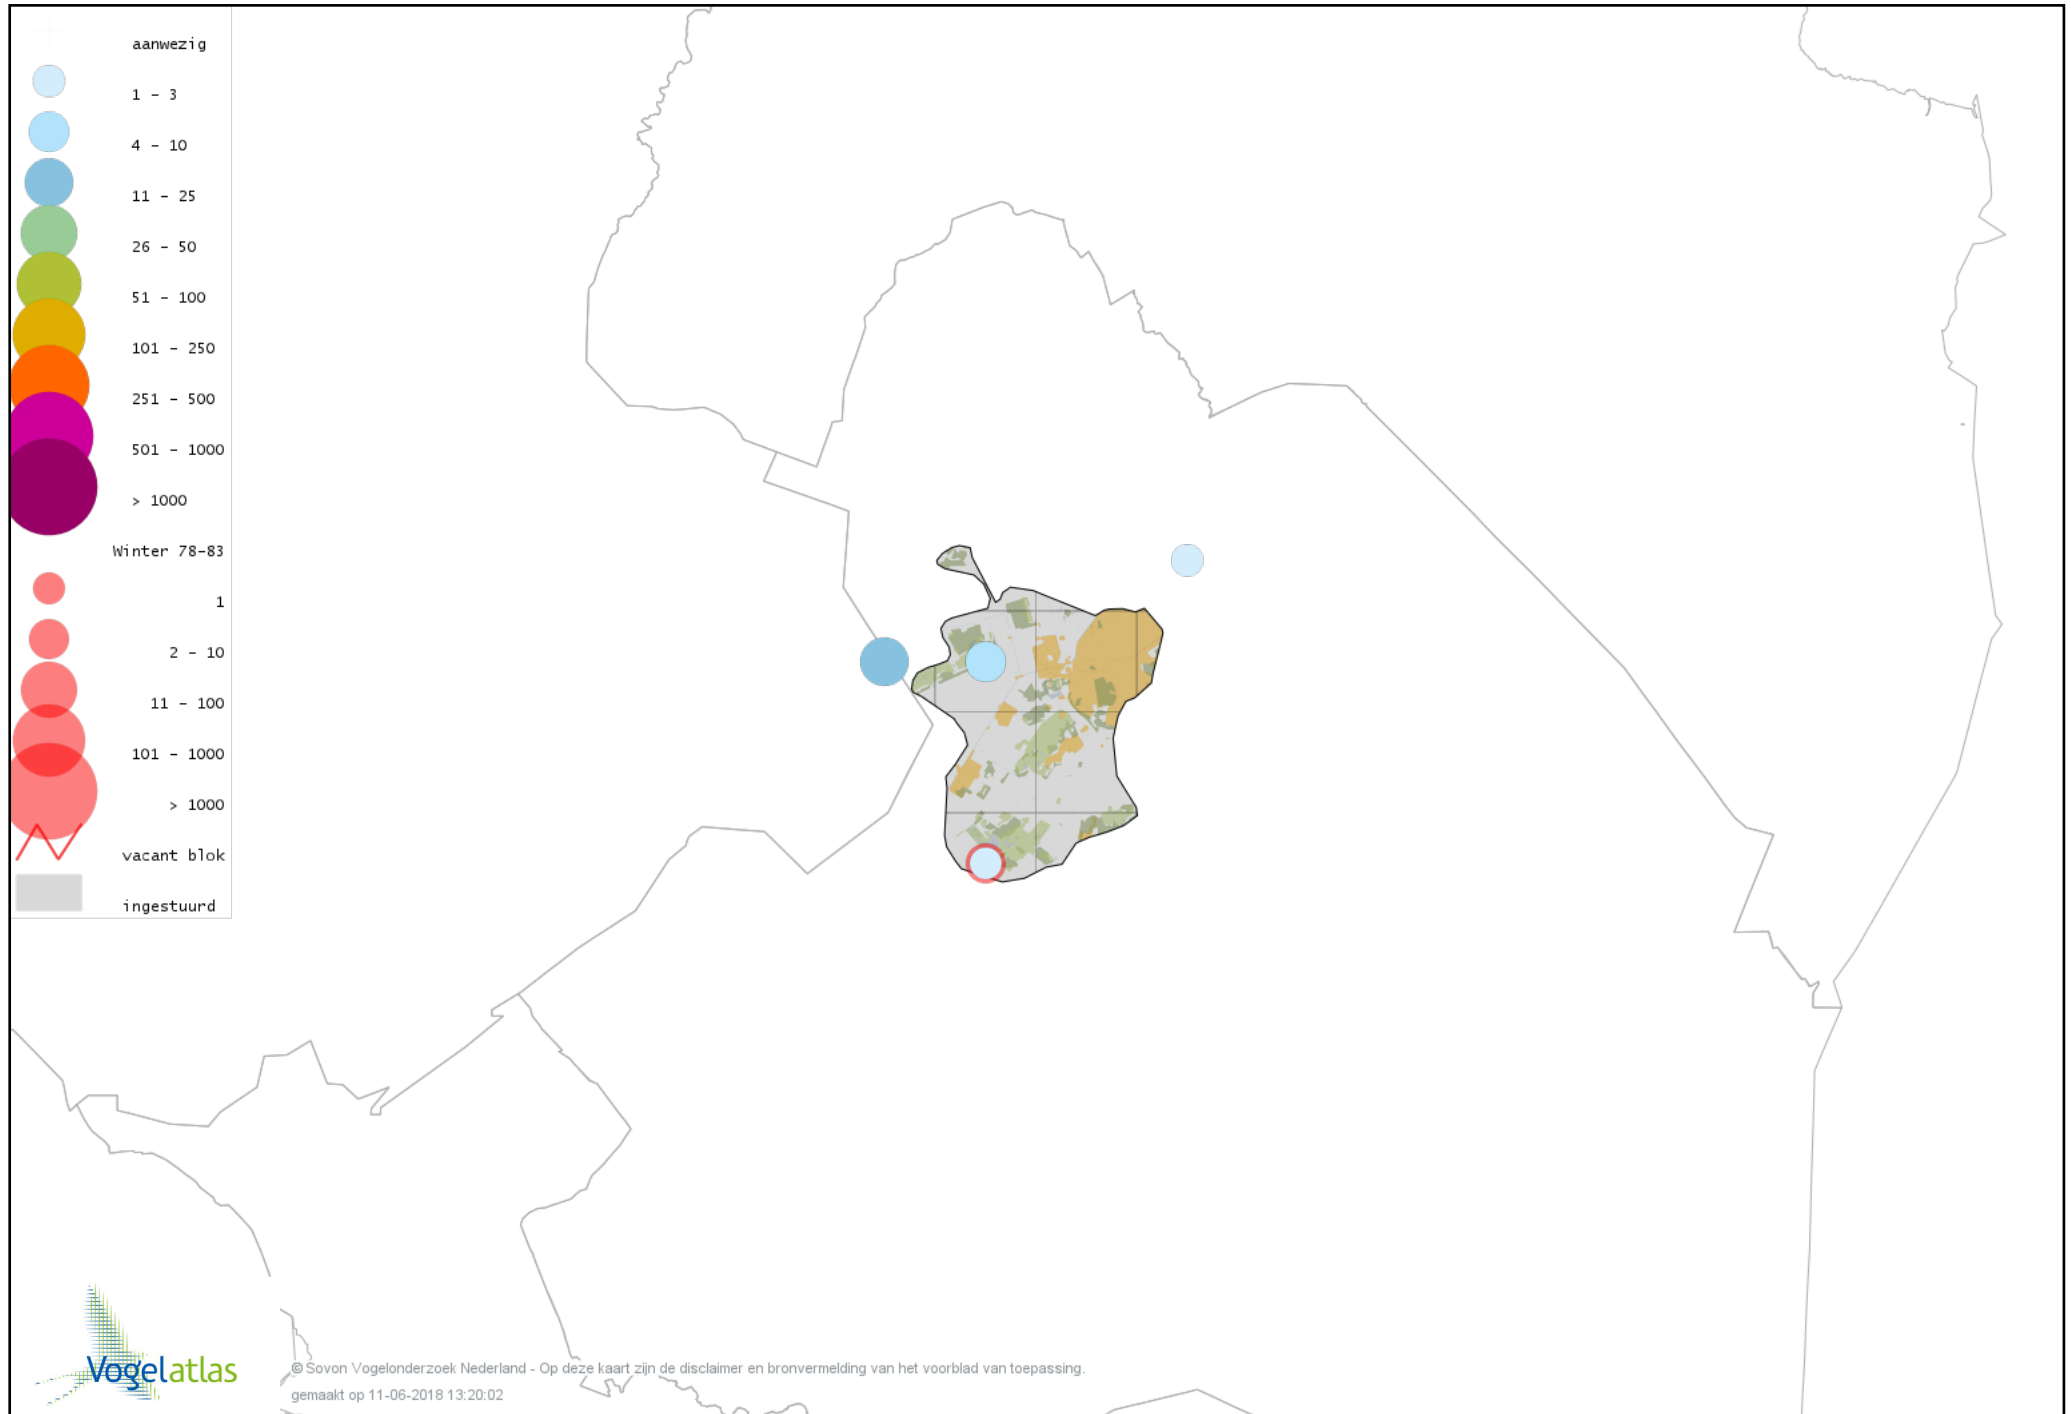 aanwezig
1 - 3
4 - 10
11 - 25
26 - 50
51 - 100
101 - 250
251 - 500
501 - 1000
> 1000
Winter 78-83
1
2 - 10
11 - 100
101 - 1000
> 1000
vacant blok
ingestuurd
Vogelatlas
© Sovon Vogelonderzoek Nederland - Op deze kaart zijn de disclaimer en bronvermelding van het voorblad van toepassing.
gemaakt op 11-06-2018 13:20:02